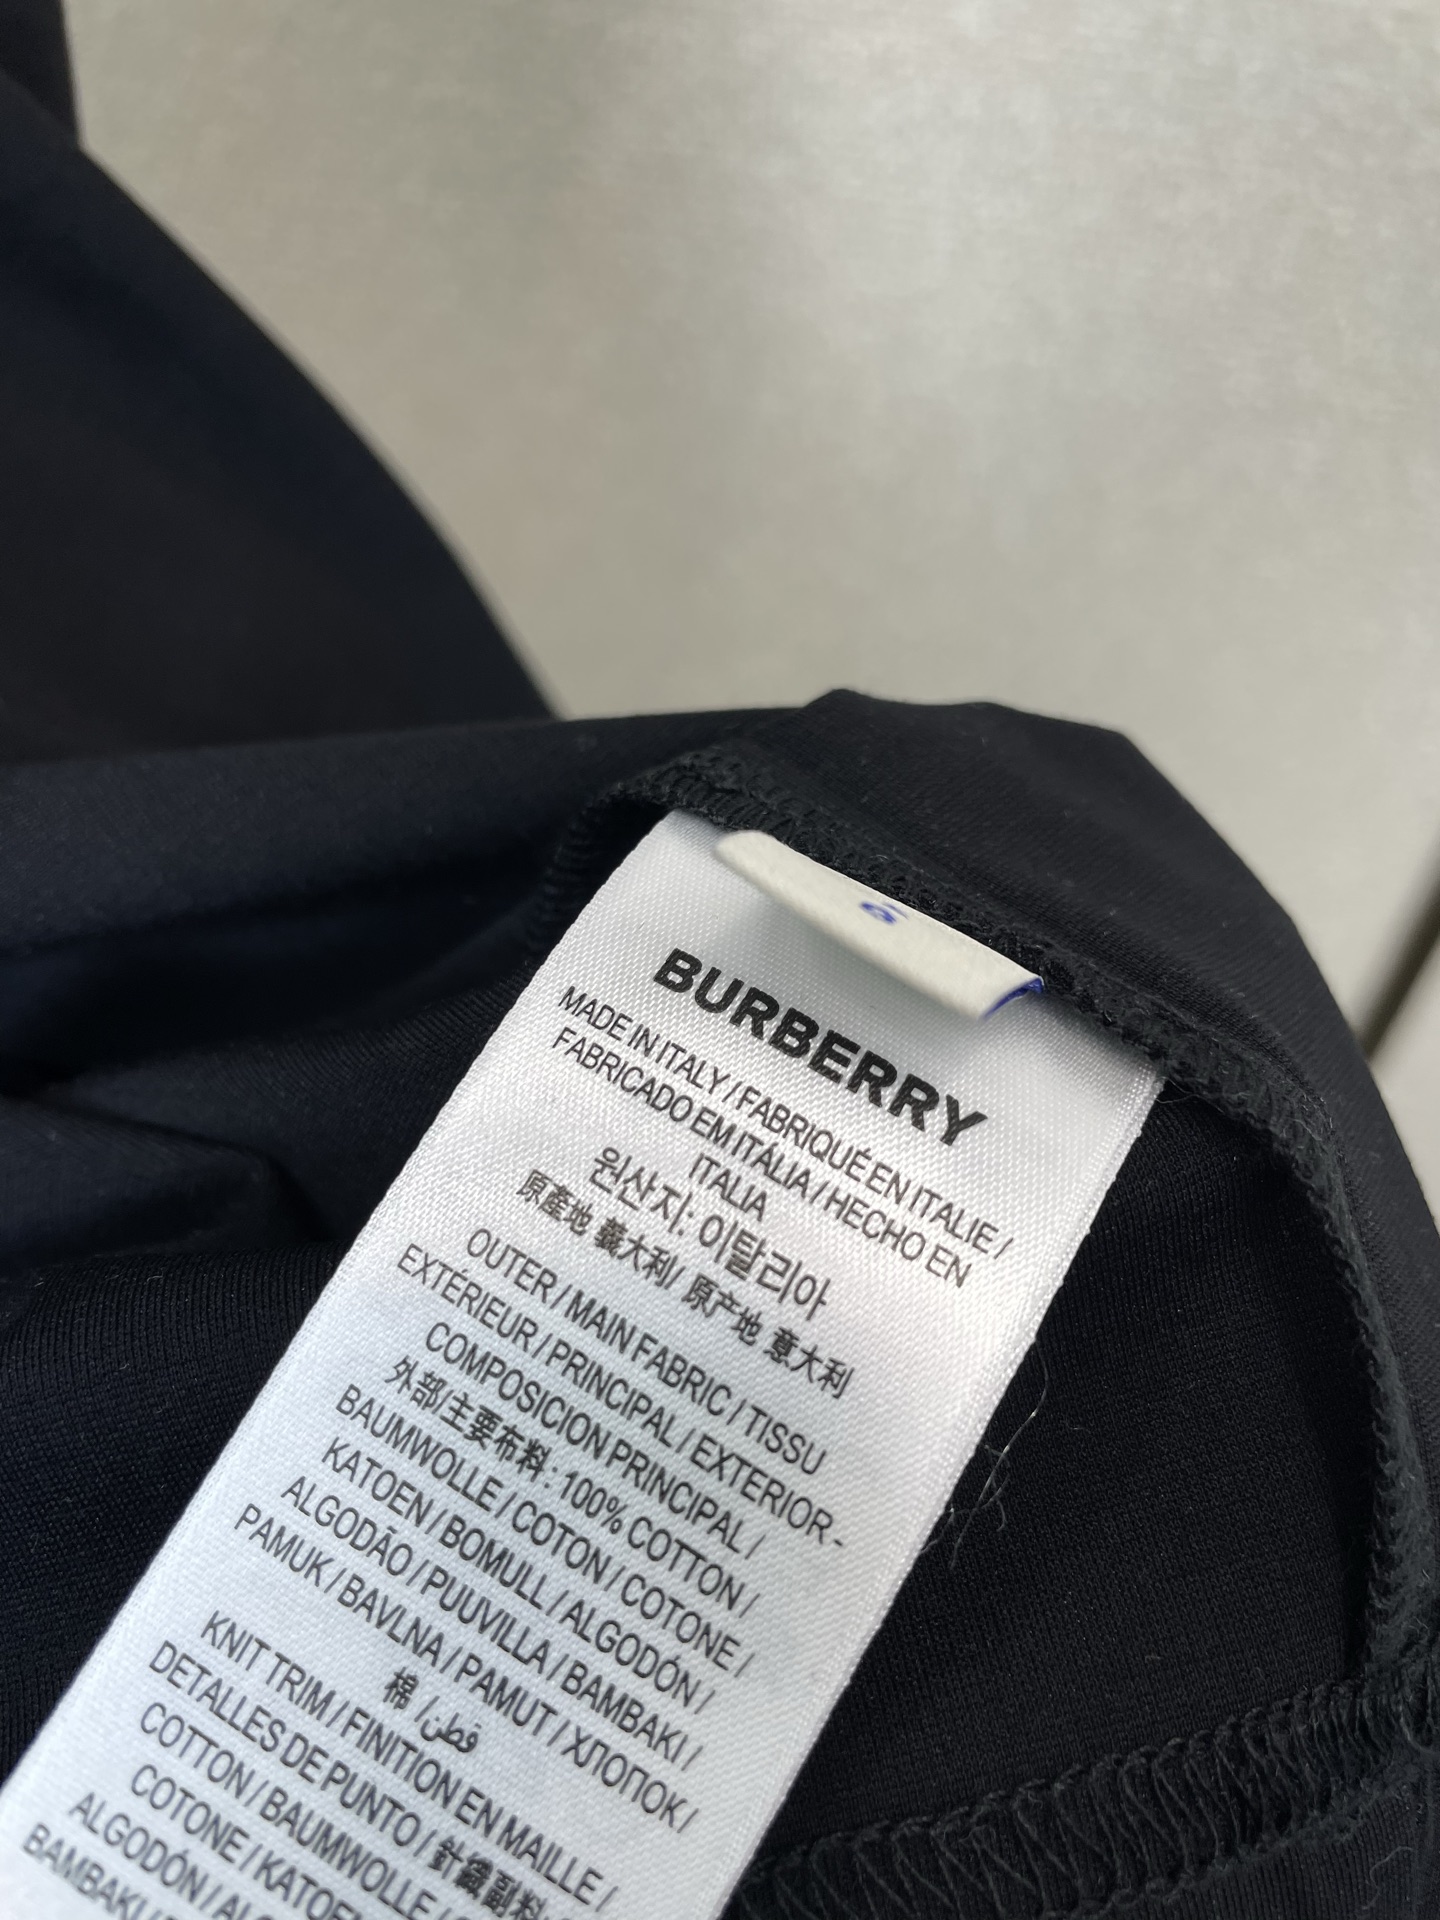 BURBERRY
MADE IN ITALY / FABRIQUÉ EN ITALIE /
FABRICADO EM ITÁLIA / HECHO EN
ITALIA
원산지: 이탈리아
原產地 義大利/ 原产地 意大利
OUTER / MAIN FABRIC / TISSU
EXTÉRIEUR / PRINCIPAL / EXTERIOR-
COMPOSICION PRINCIPAL /
外部/主要布料: 100% COTTON /
BAUMWOLLE / COTON / COTONE /
KATOEN / BOMULL / ALGODÓN /
ALGODÃO / PUUVILLA / BAMBAKI /
PAMUK / BAVLNA / PAMUT / ХЛОПОК /
棉 / قطن
KNIT TRIM / FINITION EN MAILLE /
DETALLES DE PUNTO / 針織副料:
COTTON / BAUMWOLLE /
COTONE / KATOEN
ALGODÓN / AL
BAMBAKI /